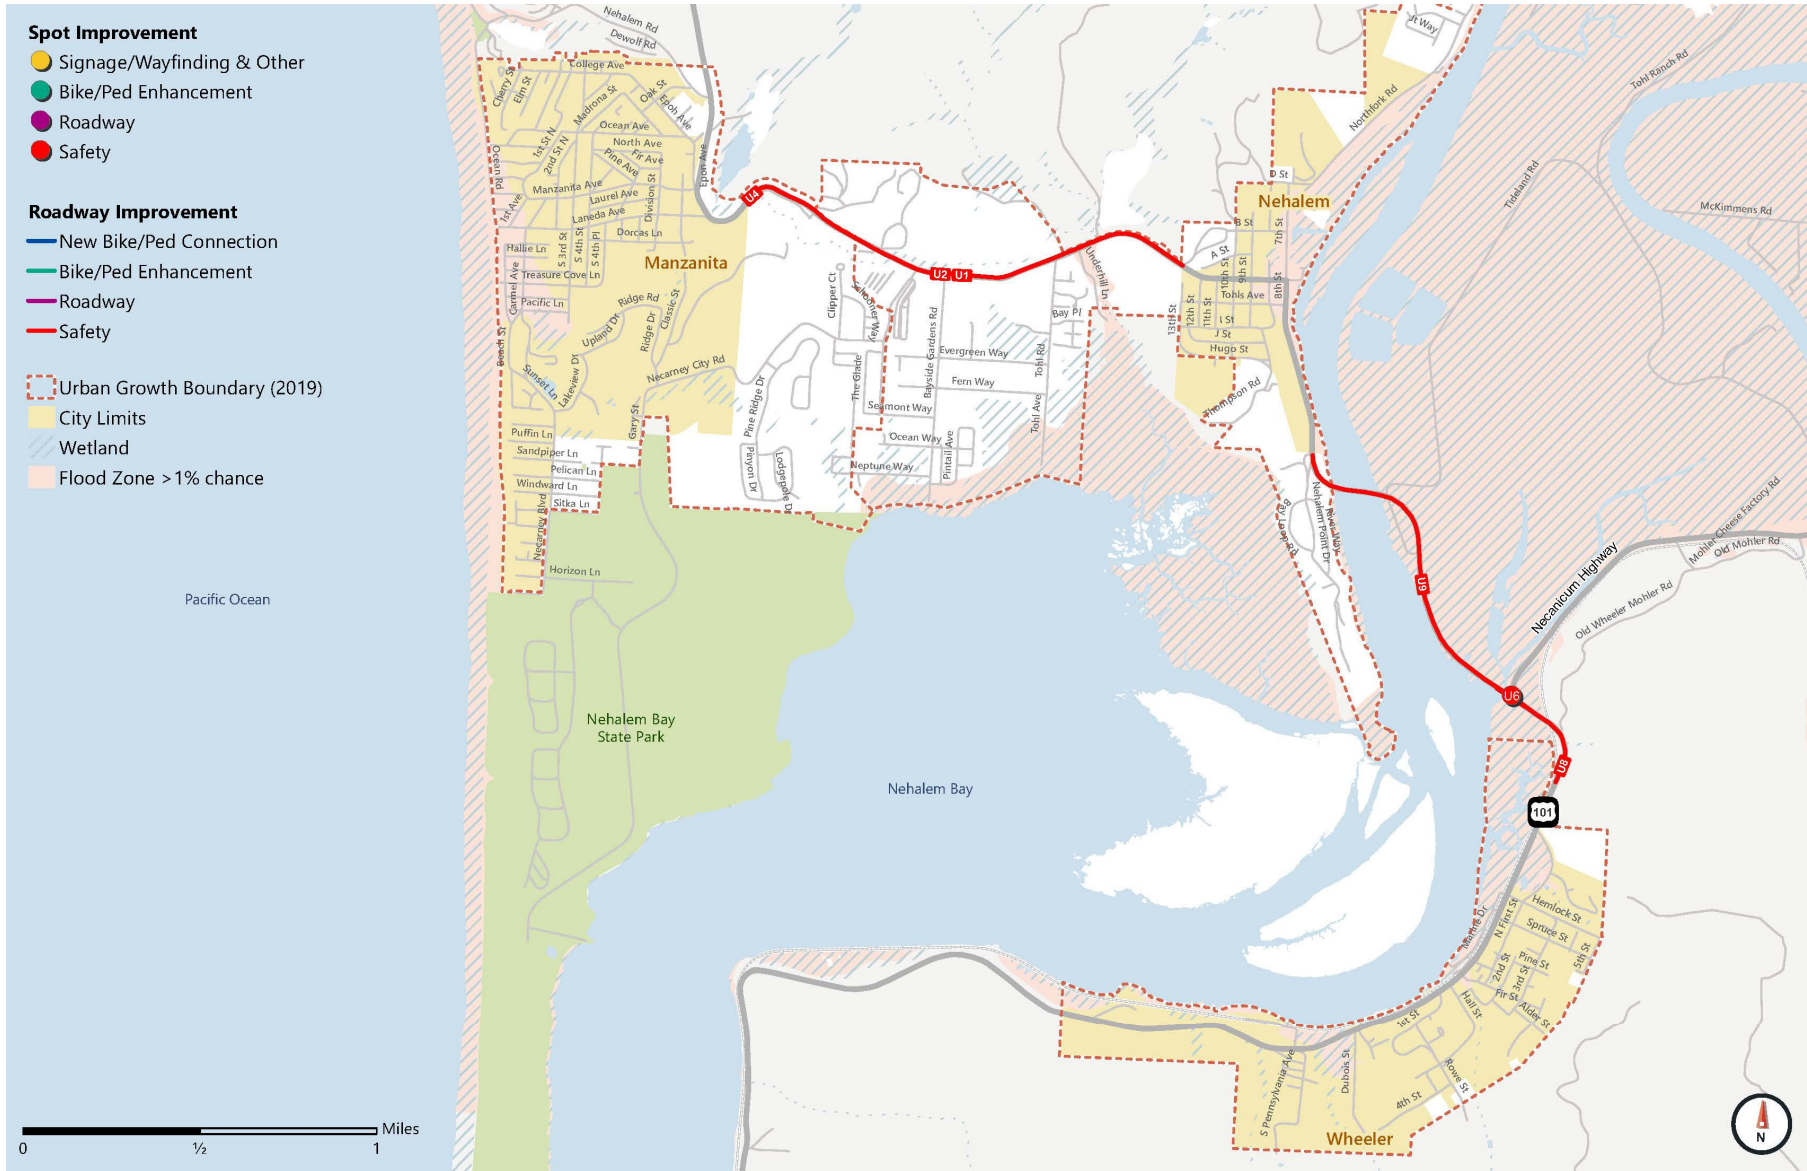 Spot Improvement
Signage/Wayfinding & Other
Bike/Ped Enhancement
Roadway
Safety
Roadway Improvement
New Bike/Ped Connection
Bike/Ped Enhancement
Roadway
Safety
Urban Growth Boundary (2019)
City Limits
Wetland
Flood Zone >1% chance
Nehalem Rd
Dewolf Rd
College Ave
Cherry St
Elm St
Madrona St
Oak St
Epoh Ave
Ocean Ave
North Ave
1st St N
2nd St N
Pine Ave
Fir Ave
Ocean Rd
Epoh Ave
Manzanita Ave
Laurel Ave
Division St
1st Ave
Laneda Ave
Dorcas Ln
Hallie Ln
S 3rd St
S 4th St
S 4th Pl
Manzanita
Treasure Cove Ln
Carmel Ave
Pacific Ln
Ridge Rd
Classic St
Upland Dr
Ridge Dr
Beach St
Sunset Ln
Lakeview Dr
Necarney City Rd
Gary St
Puffin Ln
Sandpiper Ln
Pelican Ln
Windward Ln
Sitka Ln
Necarney Blvd
Horizon Ln
U4
U2
U1
Clipper Ct
Schooner Way
Bayside Gardens Rd
Evergreen Way
Fern Way
The Glade
Pine Ridge Dr
Seamont Way
Ocean Way
Neptune Way
Pintail Ave
Pinyon Dr
Lodgepole Dr
Tohl Rd
Tohl Ave
Bay Pl
Underhill Ln
Jt Way
Northfork Rd
D St
Nehalem
B St
7th St
A St
10th St
9th St
8th St
Tohls Ave
13th St
12th St
11th St
I St
J St
Hugo St
Thompson Rd
Bay Loop Rd
Nehalem Point Dr
River Way
Tohl Ranch Rd
Tideland Rd
McKimmens Rd
Mohler Cheese Factory Rd
Old Mohler Rd
Necanicum Highway
Old Wheeler Mohler Rd
U9
U6
U8
101
Pacific Ocean
Nehalem Bay
State Park
Nehalem Bay
Marine Dr
N First St
Hemlock St
Spruce St
5th St
Pine St
2nd St
3rd St
Fir St
Alder St
Hall St
1st St
Rowe St
4th St
Dubois St
S Pennsylvania Ave
Wheeler
0
½
1
Miles
N